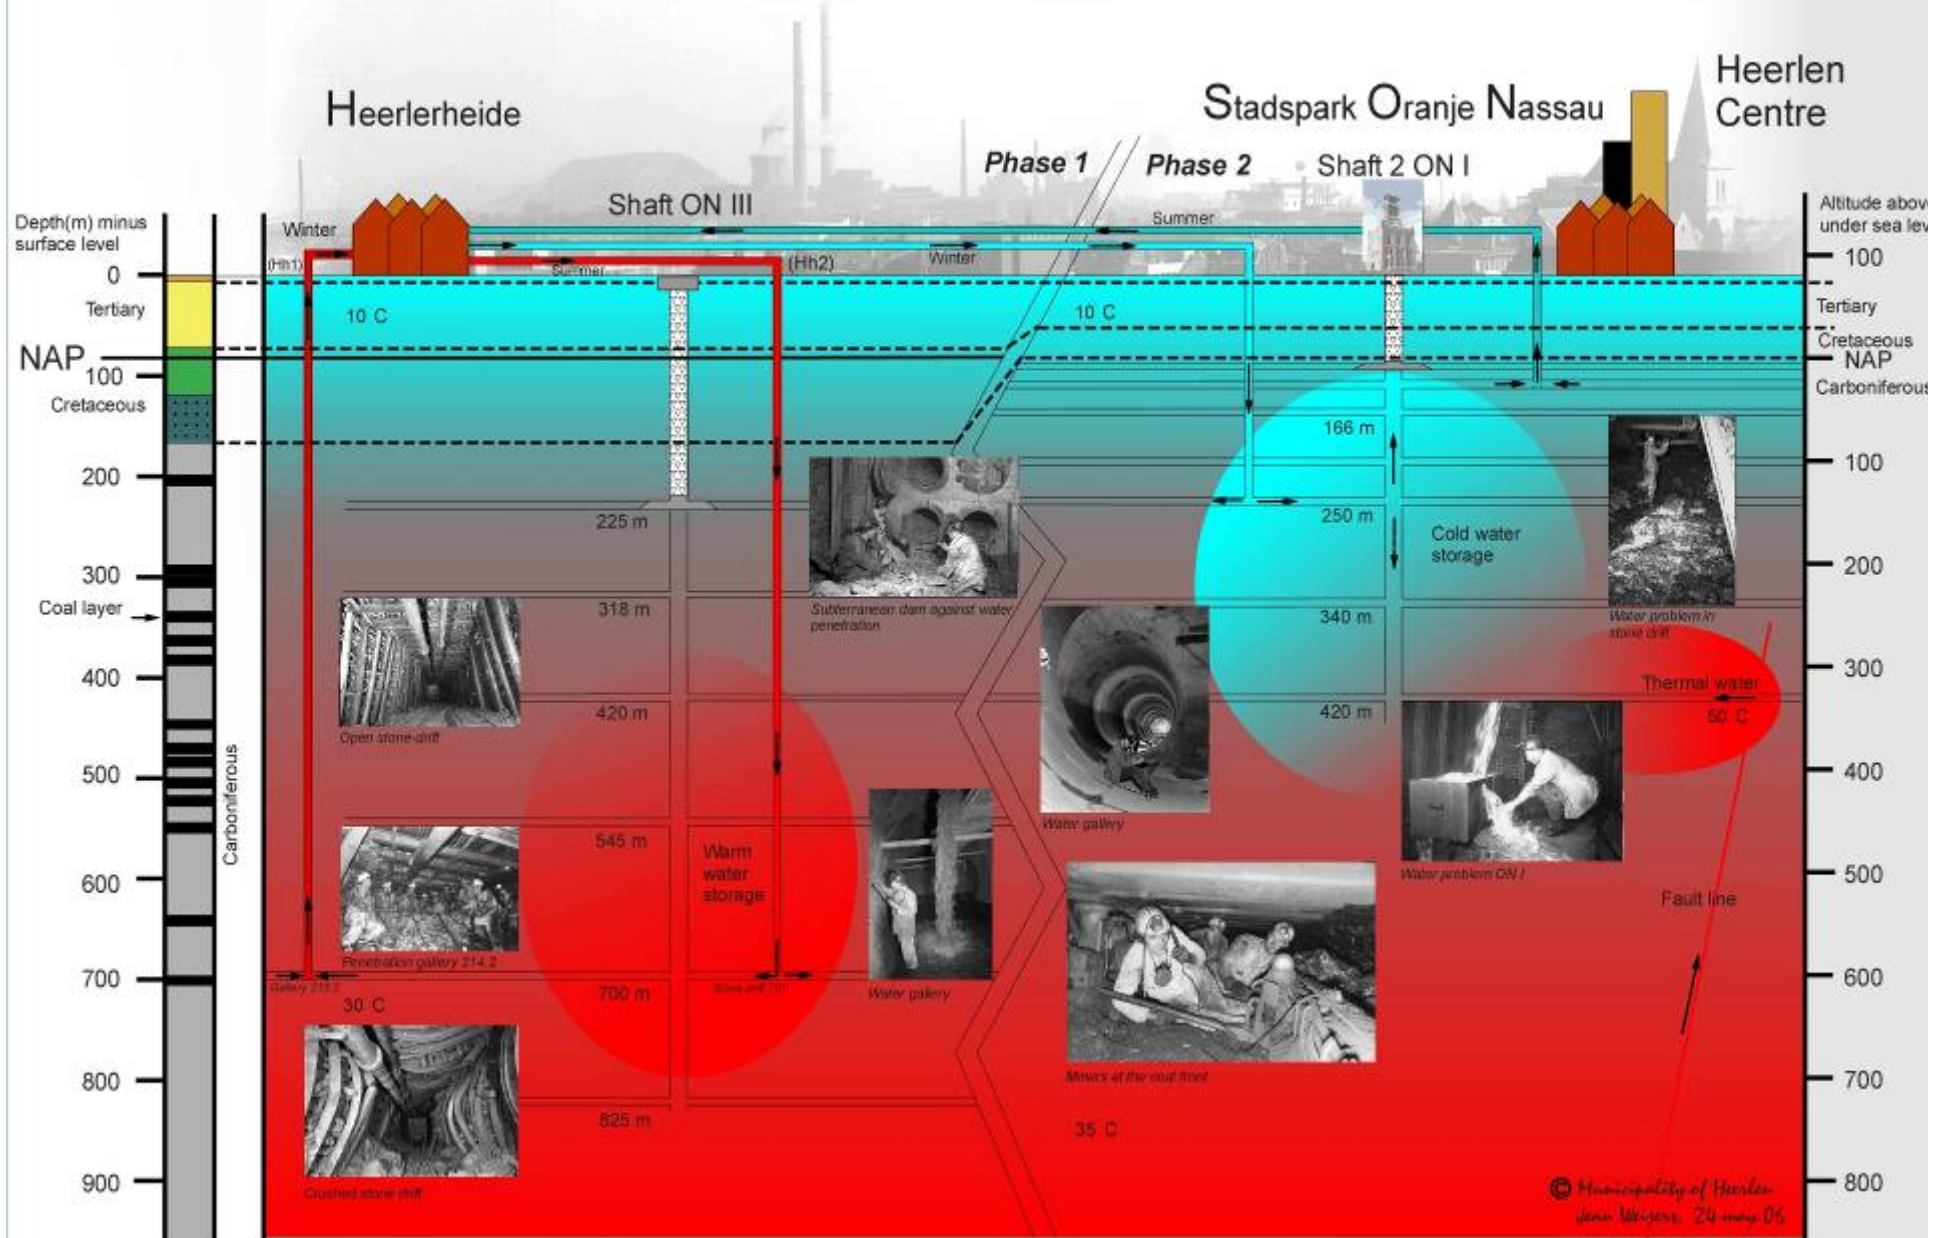 Heerlerheide
Stadspark Oranje Nassau
Heerlen
Centre
Phase 1
Phase 2
Shaft 2 ON I
Shaft ON III
Depth(m) minus
surface level
Winter
(Hh1)
Summer
(Hh2)
Winter
Summer
Altitude abov
under sea lev
0
100
Tertiary
10 C
10 C
Tertiary
NAP
Cretaceous
NAP
100
Carboniferous
Cretaceous
166 m
200
100
225 m
250 m
Cold water
storage
300
200
Coal layer
318 m
Subterranean dam against water
penetration
340 m
Water problem in
stone drift
400
300
Thermal water
50 C
420 m
420 m
Open stone-drift
500
400
Carboniferous
545 m
Warm
water
storage
Water gallery
Water problem ON I
600
500
Fault line
Penetration gallery 214.2
700
600
700 m
Water gallery
30 C
800
700
Miners at the coal front
825 m
35 C
900
800
Crushed stone drift
© Municipality of Heerlen
Jean Weijers, 24 may 06